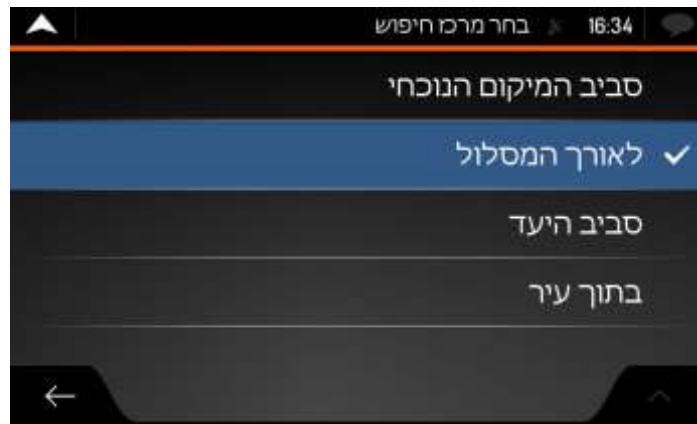 16:34 בחר מרכז חיפוש
סביב המיקום הנוכחי
לאורך המסלול
סביב היעד
בתוך עיר